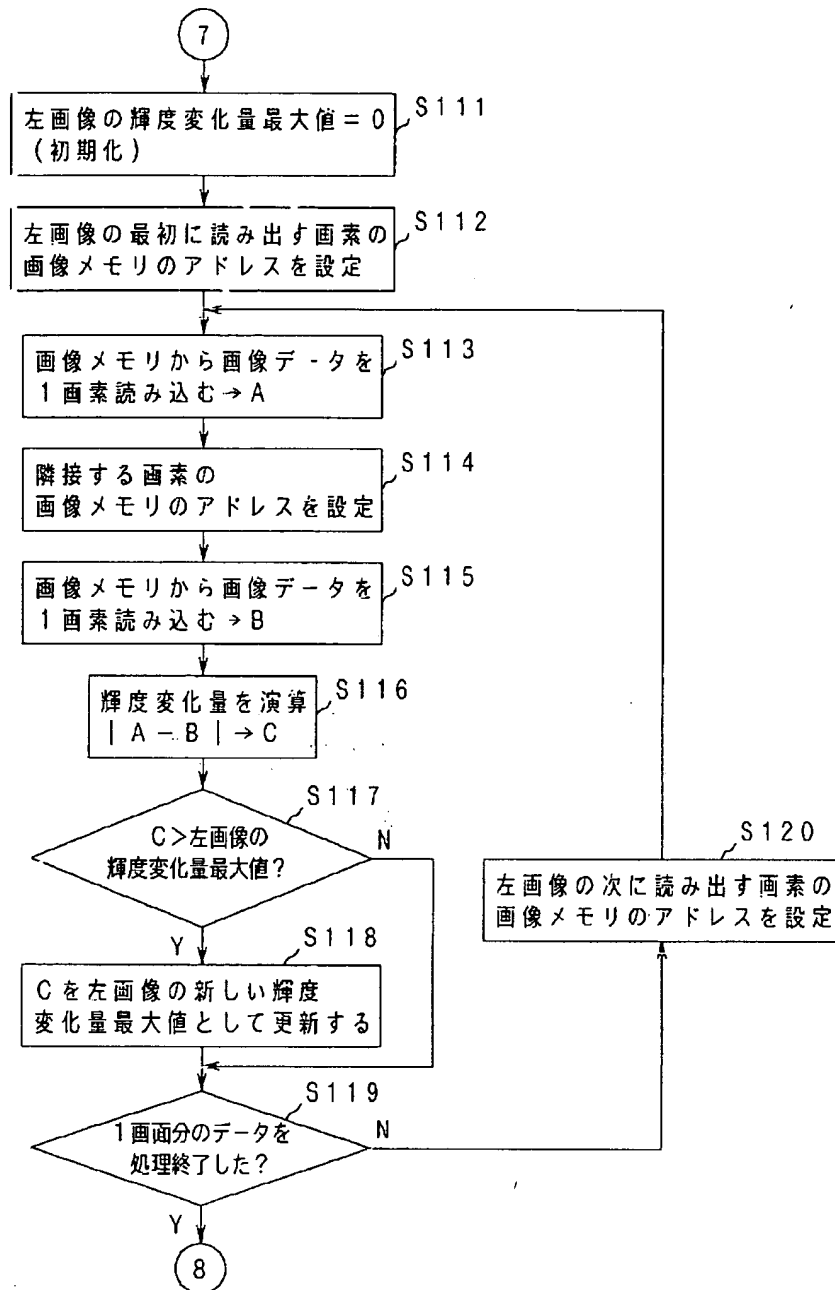 7
左画像の輝度変化量最大値=0
(初期化)
S111
左画像の最初に読み出す画素の
画像メモリのアドレスを設定
S112
画像メモリから画像データを
1画素読み込む→A
S113
隣接する画素の
画像メモリのアドレスを設定
S114
画像メモリから画像データを
1画素読み込む→B
S115
輝度変化量を演算
|A-B|→C
S116
C>左画像の
輝度変化量最大値?
S117
N
Y
Cを左画像の新しい輝度
変化量最大値として更新する
S118
1画面分のデータを
処理終了した?
S119
N
Y
左画像の次に読み出す画素の
画像メモリのアドレスを設定
S120
8